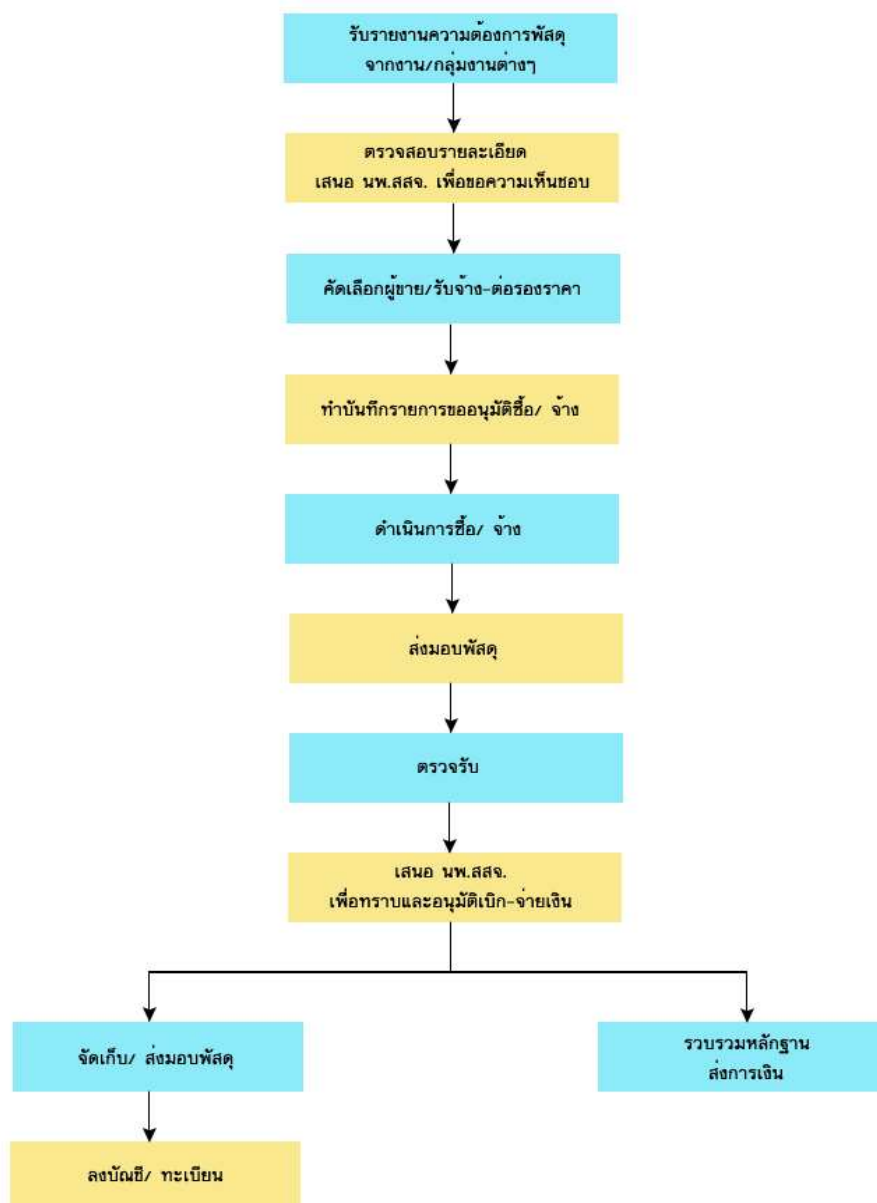 รับรายงานความต้องการพัสดุ
จากงาน/กลุ่มงานต่างๆ
ตรวจสอบรายละเอียด
เสนอ นพ.สสจ. เพื่อขอความเห็นชอบ
คัดเลือกผู้ขาย/รับจ้าง-ต่อรองราคา
ทำบันทึกรายการขออนุมัติซื้อ/ จ้าง
ดำเนินการซื้อ/ จ้าง
ส่งมอบพัสดุ
ตรวจรับ
เสนอ นพ.สสจ.
เพื่อทราบและอนุมัติเบิก-จ่ายเงิน
จัดเก็บ/ ส่งมอบพัสดุ
รวบรวมหลักฐาน
ส่งการเงิน
ลงบัญชี/ ทะเบียน